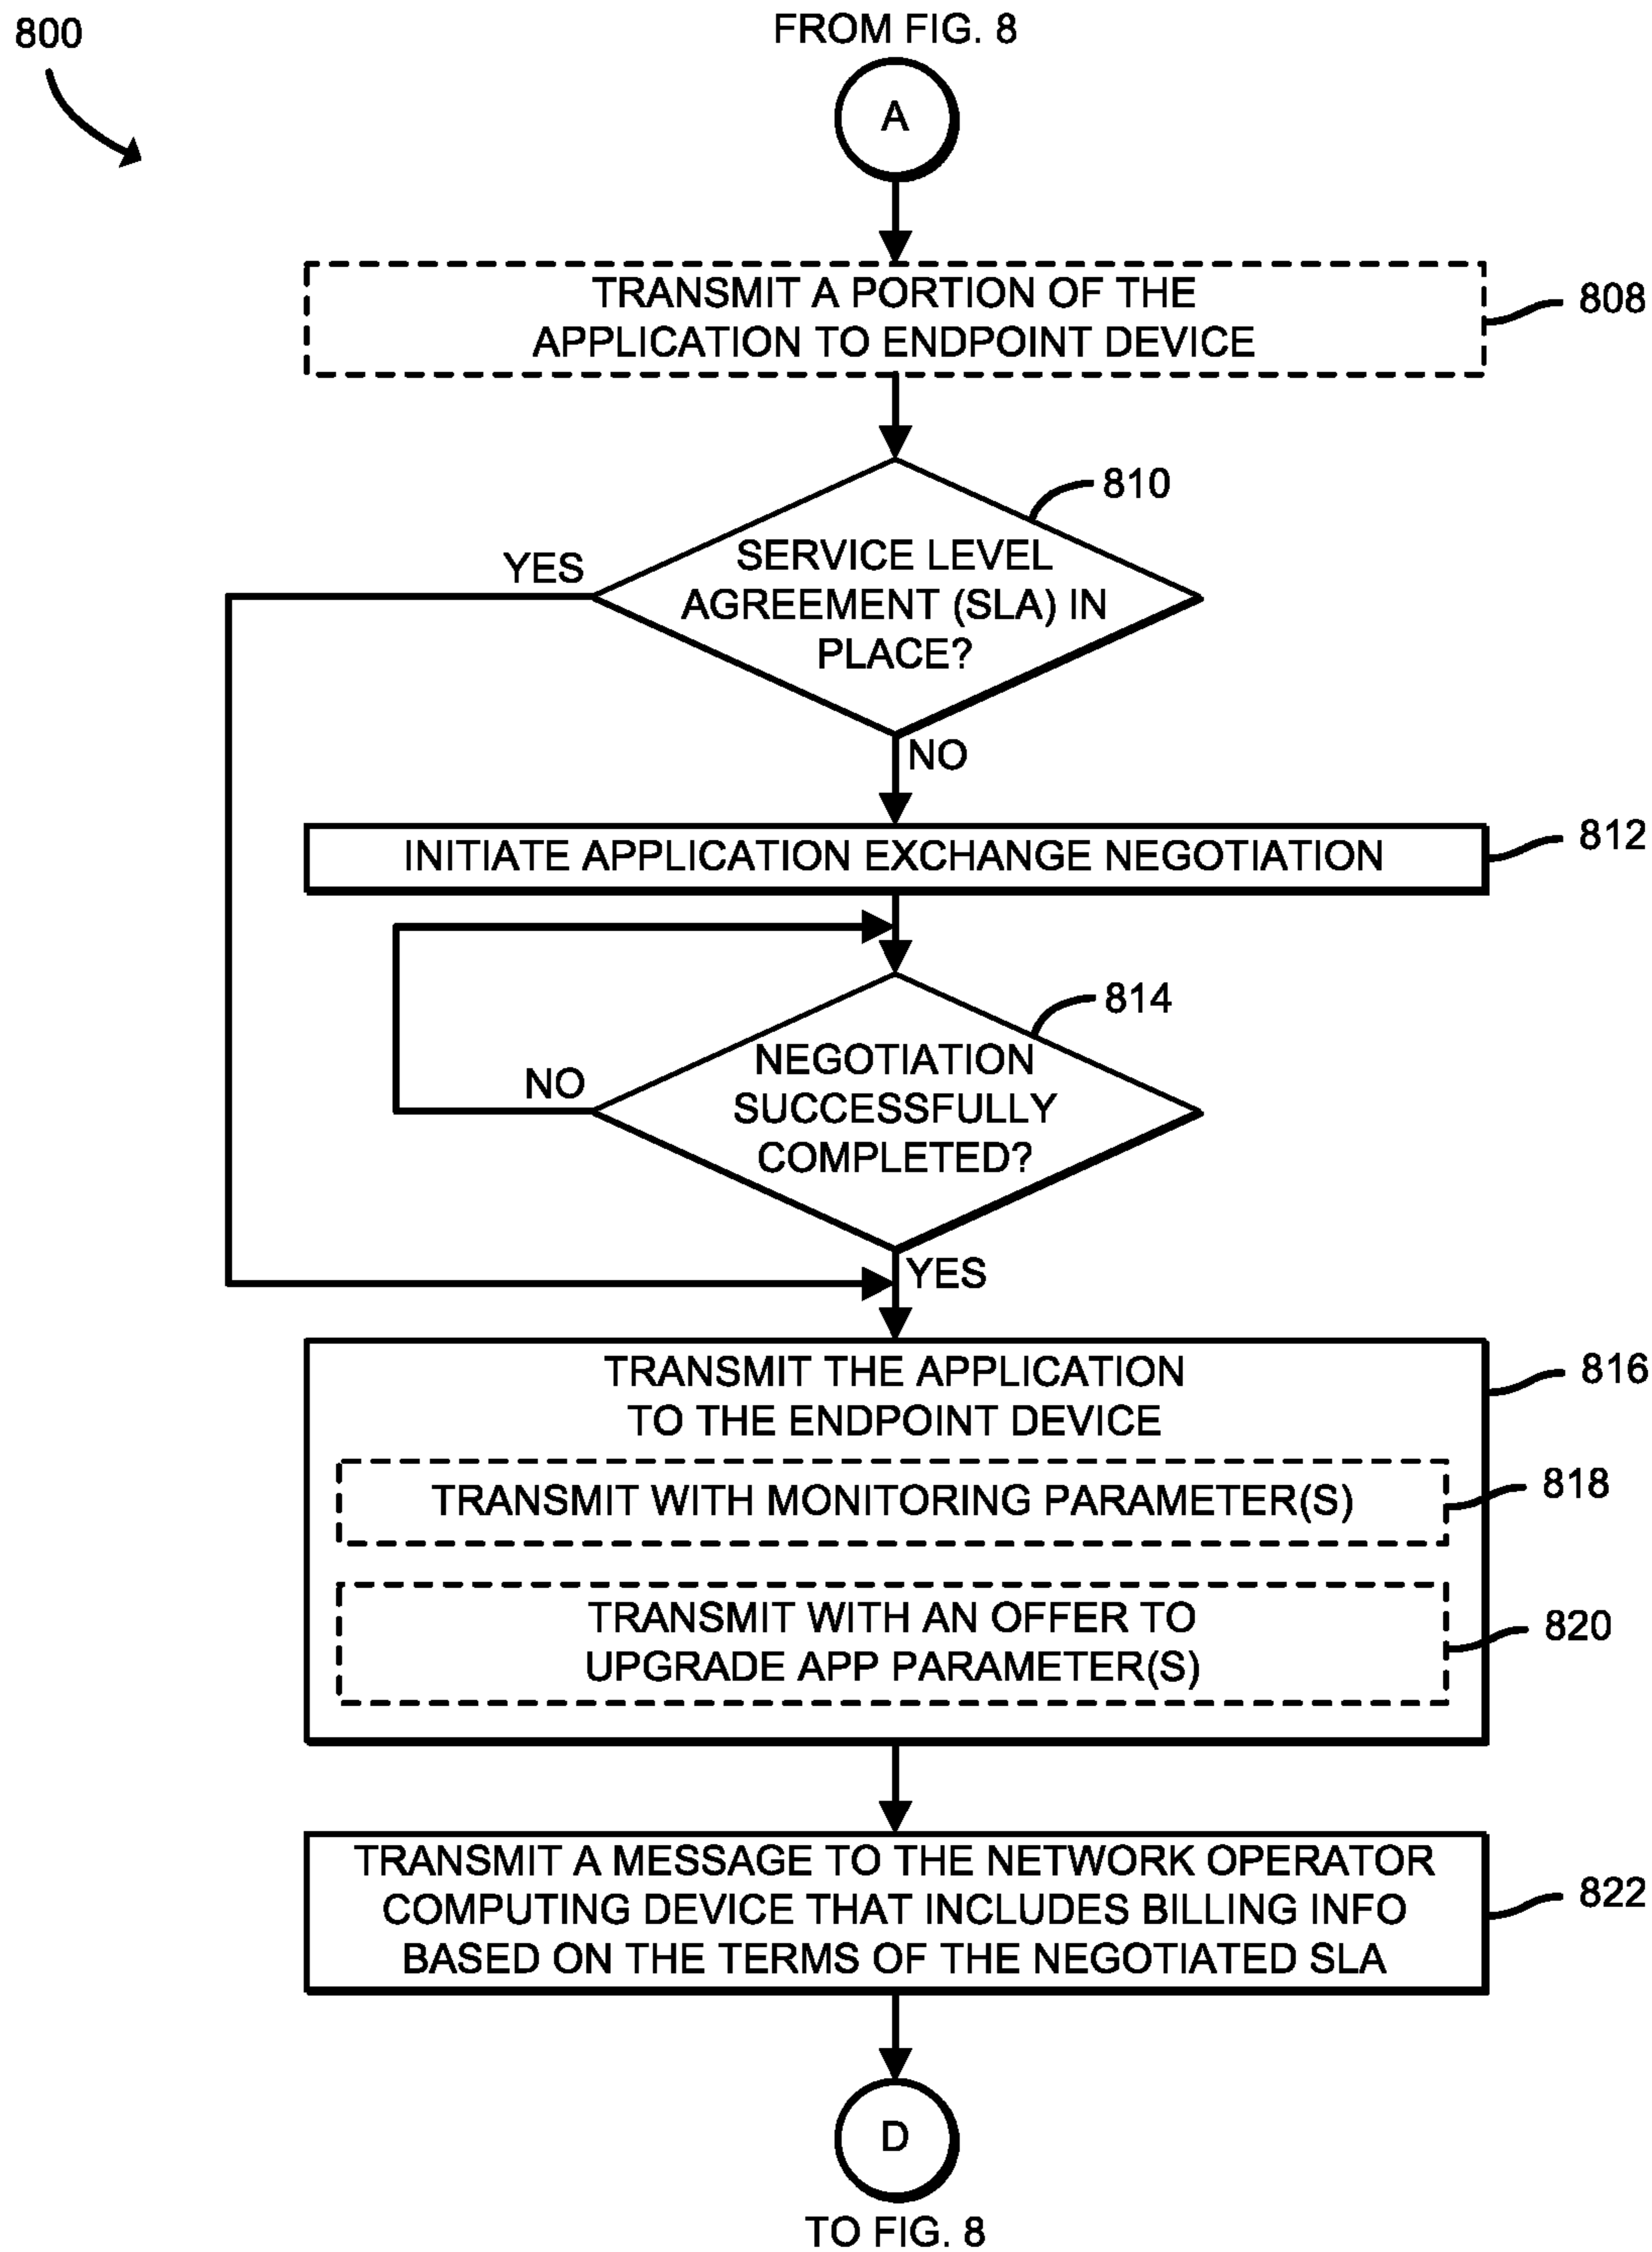 800
FROM FIG. 8
A
TRANSMIT A PORTION OF THE
APPLICATION TO ENDPOINT DEVICE
808
810
SERVICE LEVEL
AGREEMENT (SLA) IN
PLACE?
YES
NO
INITIATE APPLICATION EXCHANGE NEGOTIATION
812
814
NEGOTIATION
SUCCESSFULLY
COMPLETED?
NO
YES
TRANSMIT THE APPLICATION
TO THE ENDPOINT DEVICE
816
TRANSMIT WITH MONITORING PARAMETER(S)
818
TRANSMIT WITH AN OFFER TO
UPGRADE APP PARAMETER(S)
820
TRANSMIT A MESSAGE TO THE NETWORK OPERATOR
COMPUTING DEVICE THAT INCLUDES BILLING INFO
BASED ON THE TERMS OF THE NEGOTIATED SLA
822
D
TO FIG. 8